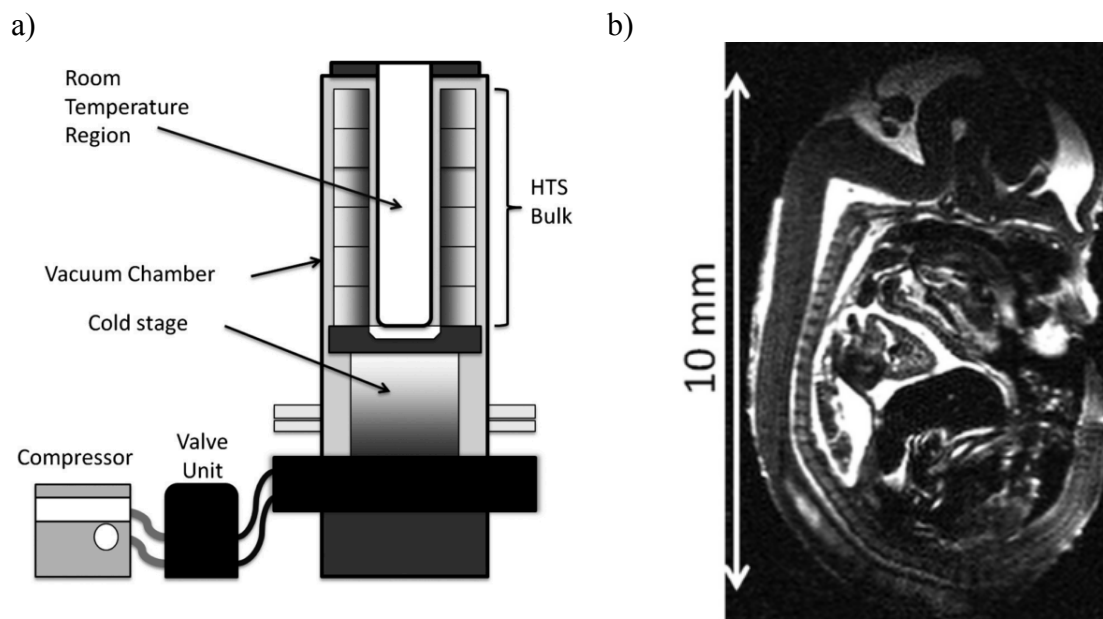 a)
Room
Temperature
Region
HTS
Bulk
Vacuum Chamber
Cold stage
Valve
Unit
Compressor
b)
10 mm